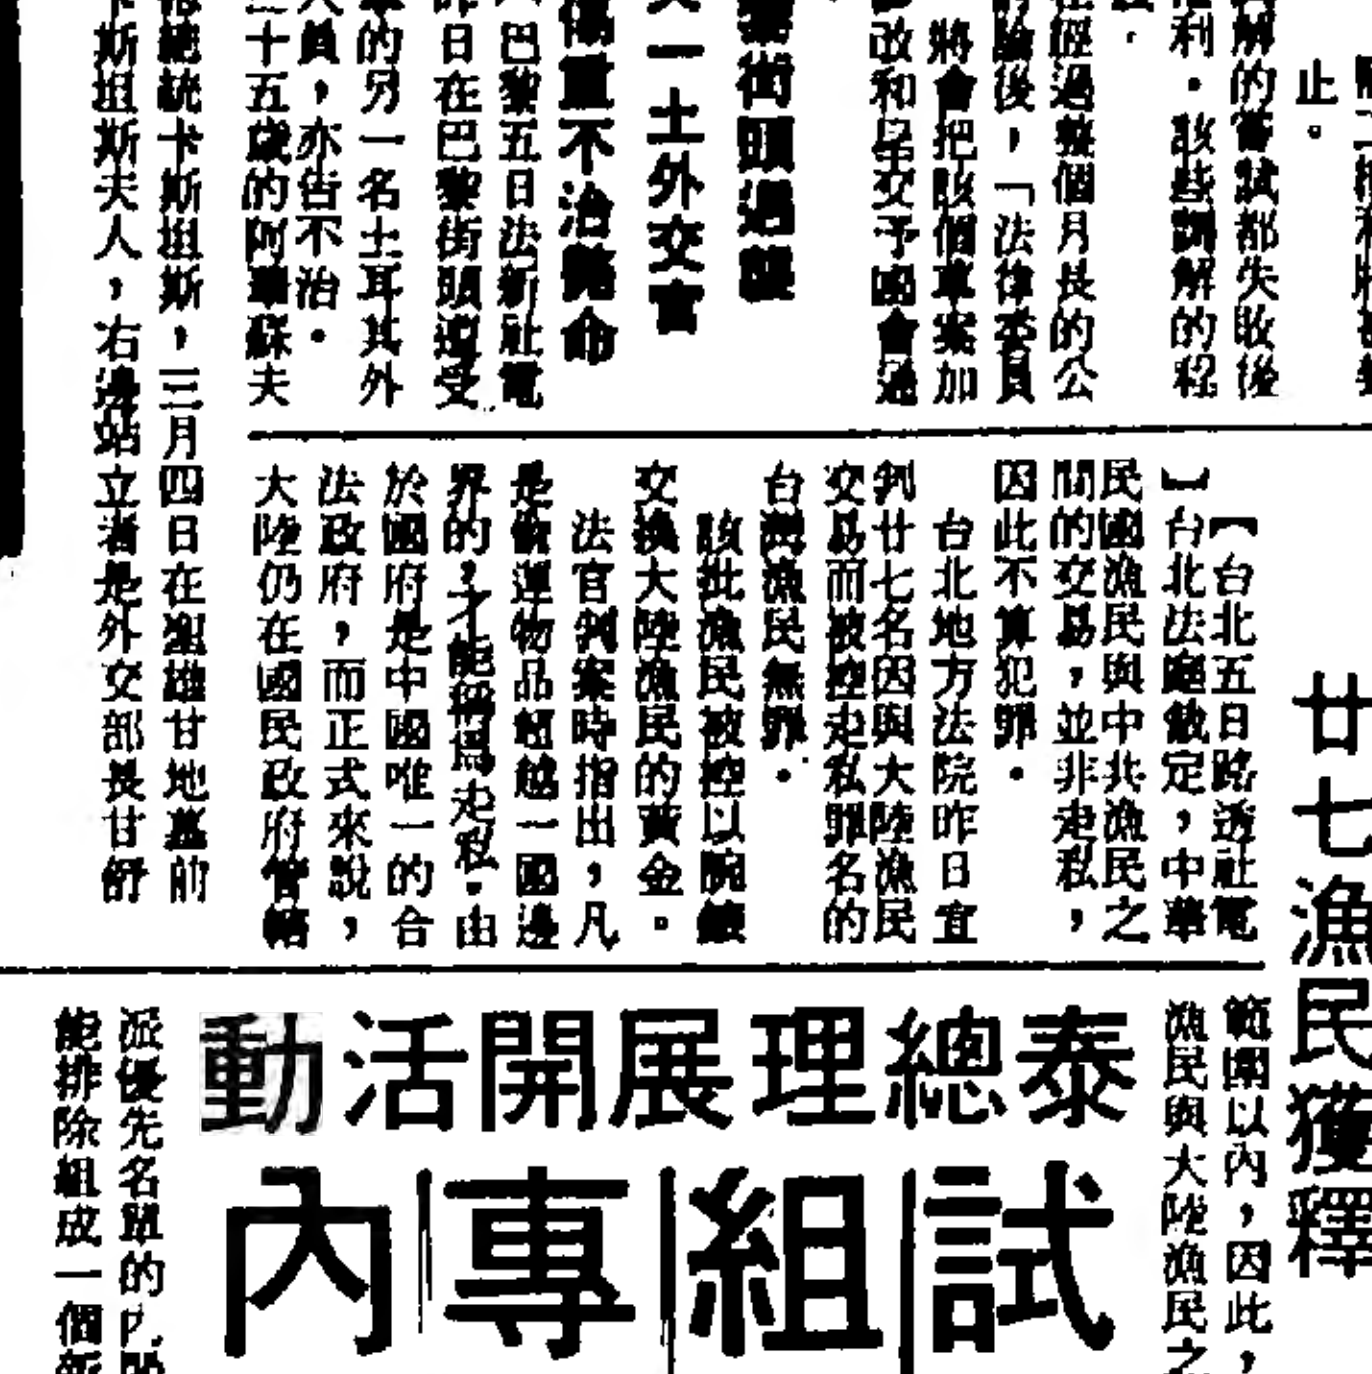 止。
解的嘗試都失敗後
利．該些調解的程
經過整個月長的公
討論後，「法律委員
將會把該個草案加
改和呈交予國會通
街頭遇襲
一土外交官
傷重不治斃命
巴黎五日法新社電
昨日在巴黎街頭遭受
的另一名土耳其外
人員，亦告不治．
三十五歲的阿
蘇夫
總統卡斯坦斯，三月四日在聖雄甘地墓前
卡斯坦斯夫人，右邊站立者是外交部長甘
廿七漁民獲釋
【台北五日路透社電
】台北法庭裁定，中華
民國漁民與中共漁民之
間的交易，並非走私，
因此不算犯罪．
台北地方法院昨日宣
判廿七名因與大陸漁民
交易而被控走私罪名的
台灣漁民無罪．
該批漁民被控以腕錶
交換大陸漁民的黃金。
法官判案時指出，凡
是偷運物品超越一國邊
界的，才能稱爲走私．由
於國府是中國唯一的合
法政府，而正式來說，
大陸仍在國民政府管轄
範圍以內，因此，
漁民與大陸漁民之
泰總理展開活動
試組專內
派優先名單的內閣
能排除組成一個新